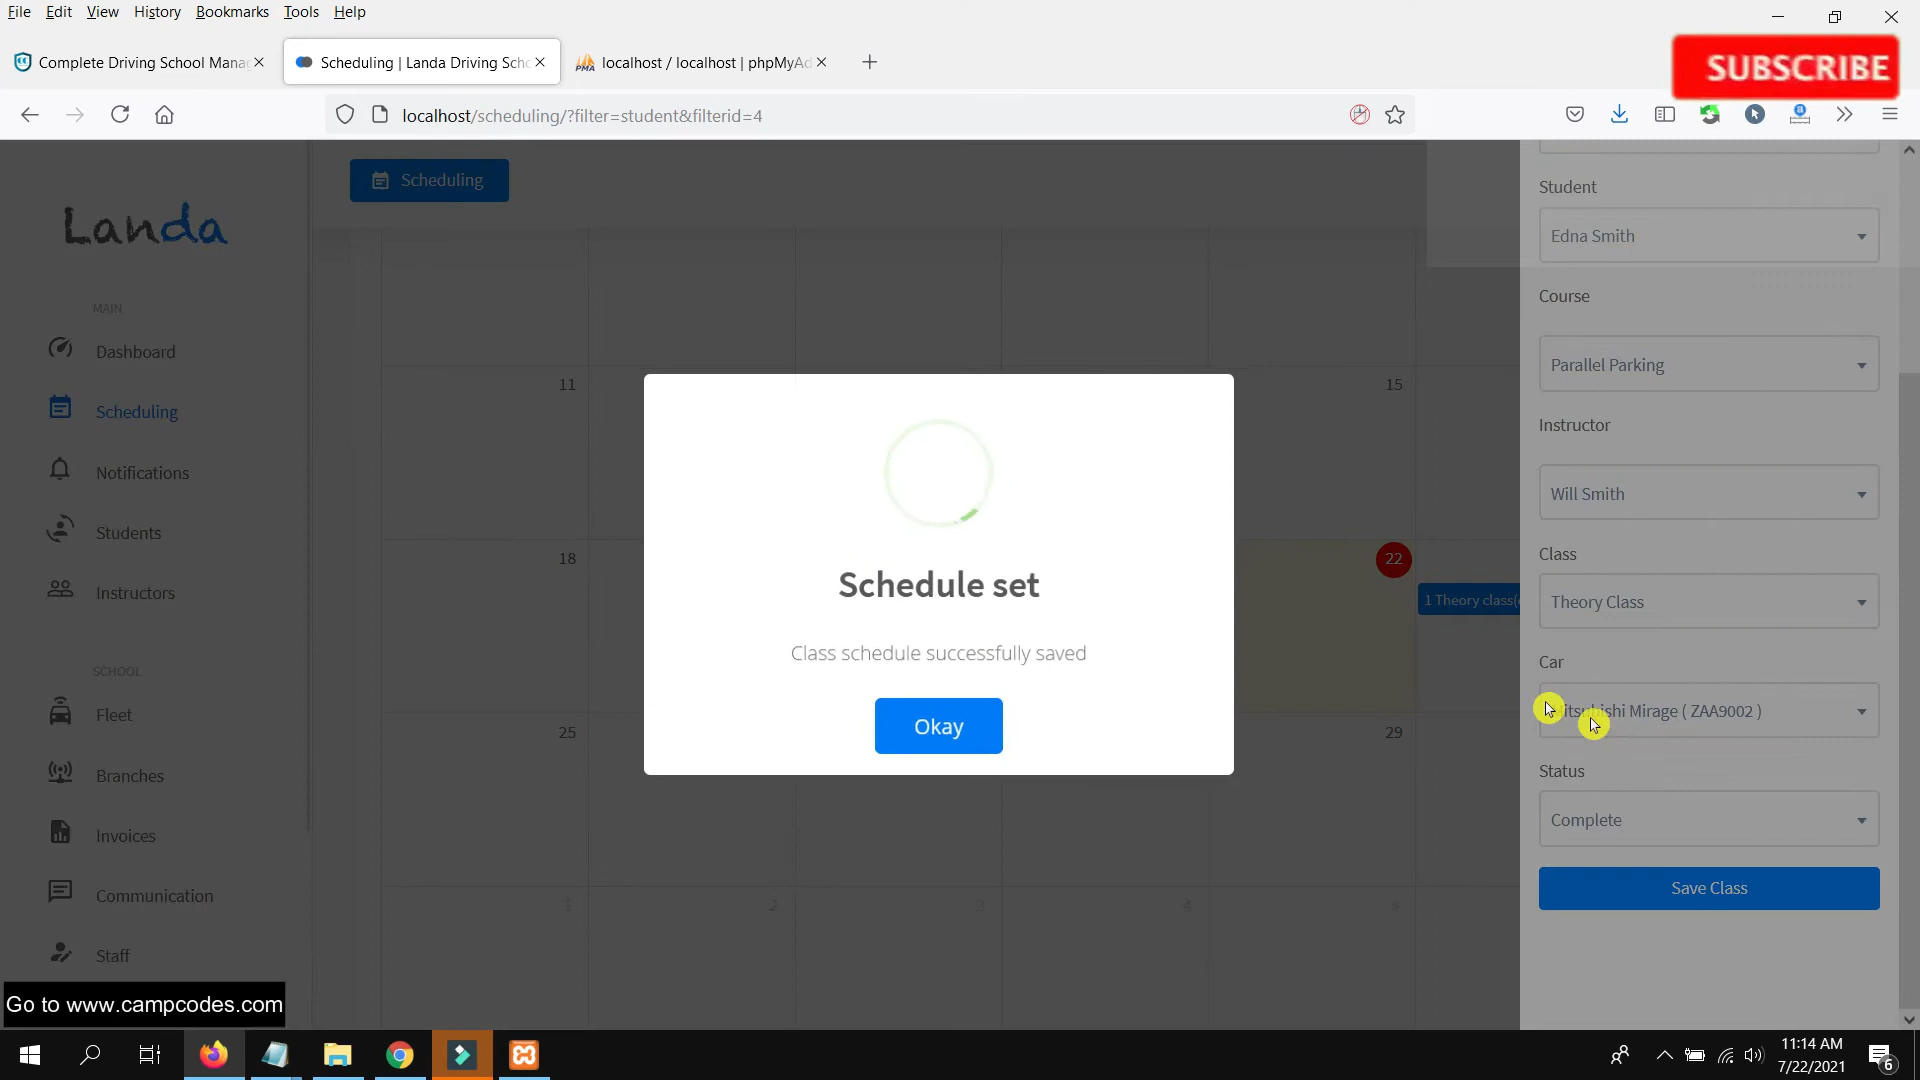 File Edit View History Bookmarks Tools Help
Complete Driving School Mana
Scheduling | Landa Driving Scho
localhost / localhost | phpMyAd
SUBSCRIBE
localhost/scheduling/?filter=student&filterid=4
Landa
MAIN
Dashboard
Scheduling
Notifications
Students
Instructors
SCHOOL
Fleet
Branches
Invoices
Communication
Staff
Go to www.campcodes.com
Scheduling
11
15
18
22
1 Theory class(
25
29
1 2 3 4
Schedule set
Class schedule successfully saved
Okay
Student
Edna Smith
Course
Parallel Parking
Instructor
Will Smith
Class
Theory Class
Car
Mirage ( ZAA9002 )
Status
Complete
Save Class
PMA
a
11:14 AM
7/22/2021
6